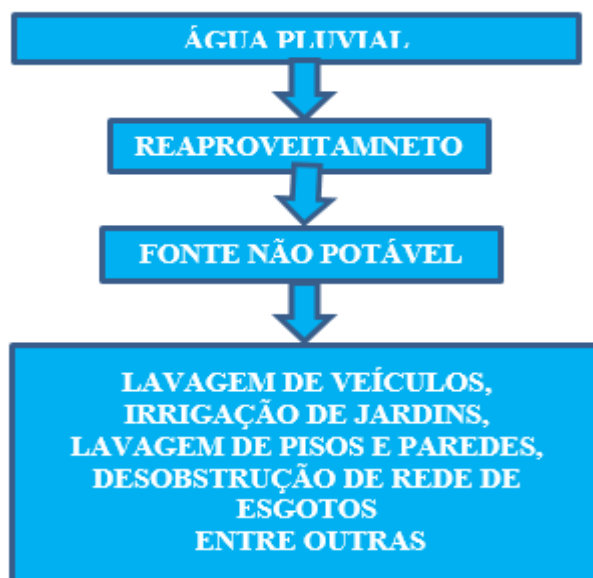 ÁGUA PLUVIAL
REAPROVEITAMNETO
FONTE NÃO POTÁVEL
LAVAGEM DE VEÍCULOS,
IRRIGAÇÃO DE JARDINS,
LAVAGEM DE PISOS E PAREDES,
DESOBSTRUÇÃO DE REDE DE
ESGOTOS
ENTRE OUTRAS